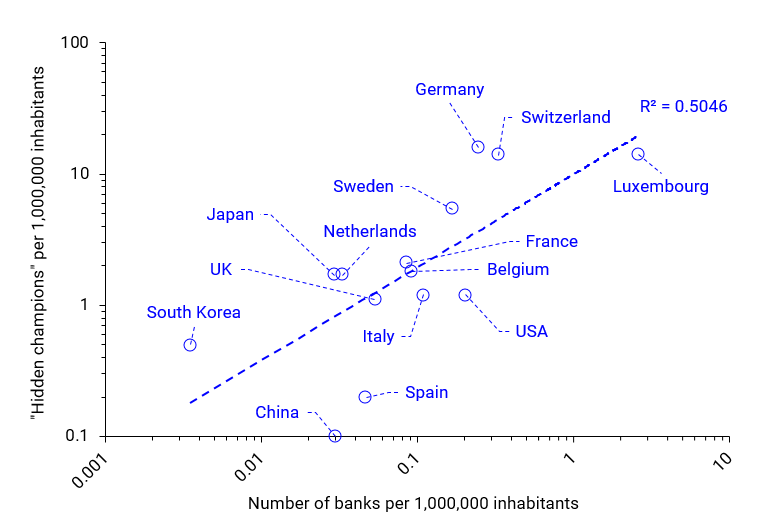 100
Germany
R² = 0.5046
Switzerland
10
Sweden
Luxembourg
Japan
Netherlands
France
UK
Belgium
1
South Korea
Italy
USA
Spain
China
0.1
0.001
0.01
0.1
1
10
"Hidden champions" per 1,000,000 inhabitants
Number of banks per 1,000,000 inhabitants